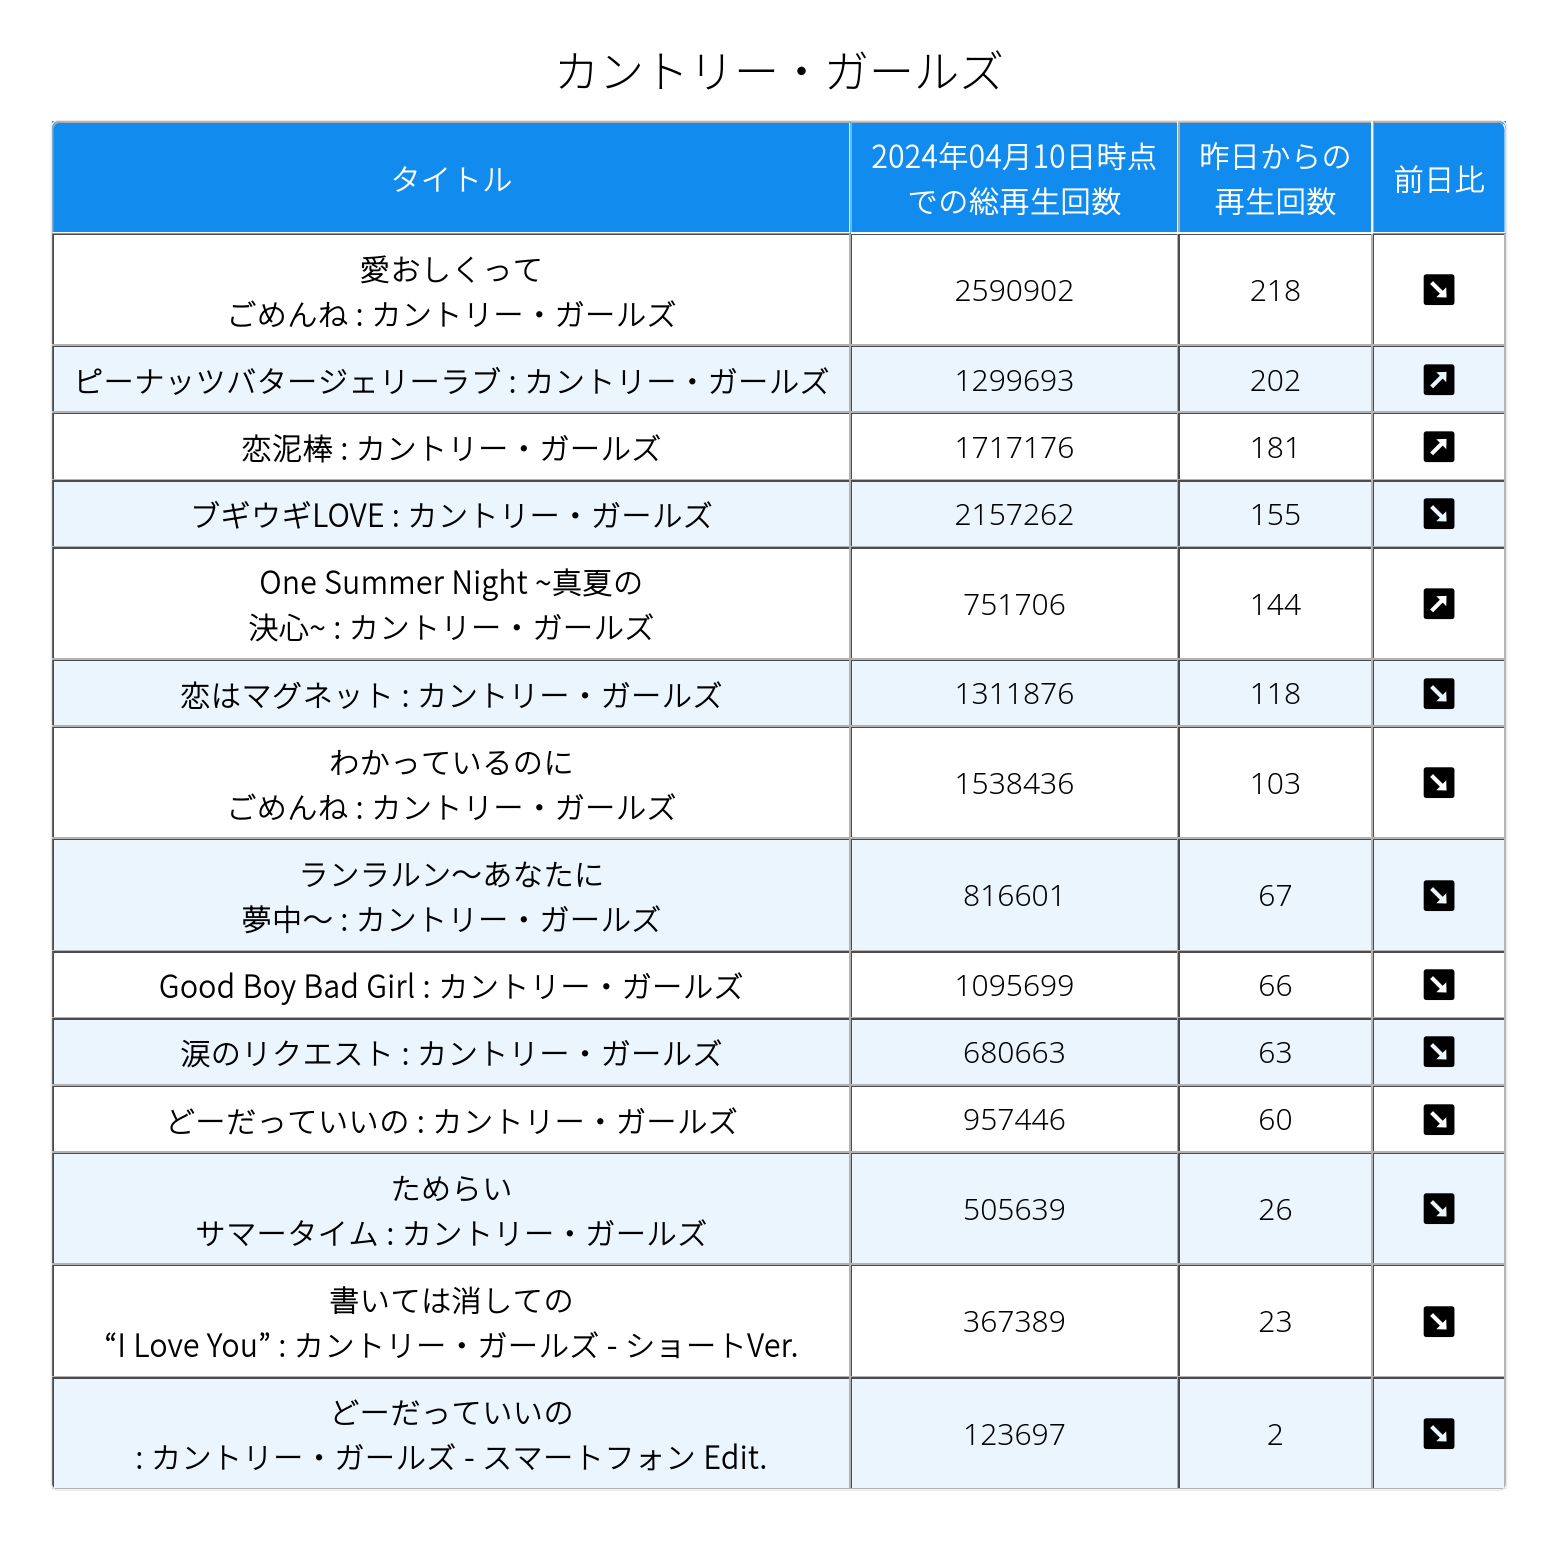 カントリー・ガールズ
タイトル
2024年04月10日時点
での総再生回数
昨日からの
再生回数
前日比
愛おしくって
ごめんね : カントリー・ガールズ
2590902
218
ピーナッツバタージェリーラブ : カントリー・ガールズ
1299693
202
恋泥棒 : カントリー・ガールズ
1717176
181
ブギウギLOVE : カントリー・ガールズ
2157262
155
One Summer Night ~真夏の
決心~ : カントリー・ガールズ
751706
144
恋はマグネット : カントリー・ガールズ
1311876
118
わかっているのに
ごめんね : カントリー・ガールズ
1538436
103
ランラルン～あなたに
夢中～ : カントリー・ガールズ
816601
67
Good Boy Bad Girl : カントリー・ガールズ
1095699
66
涙のリクエスト : カントリー・ガールズ
680663
63
どーだっていいの : カントリー・ガールズ
957446
60
ためらい
サマータイム : カントリー・ガールズ
505639
26
書いては消しての
“I Love You” : カントリー・ガールズ - ショートVer.
367389
23
どーだっていいの
: カントリー・ガールズ - スマートフォン Edit.
123697
2